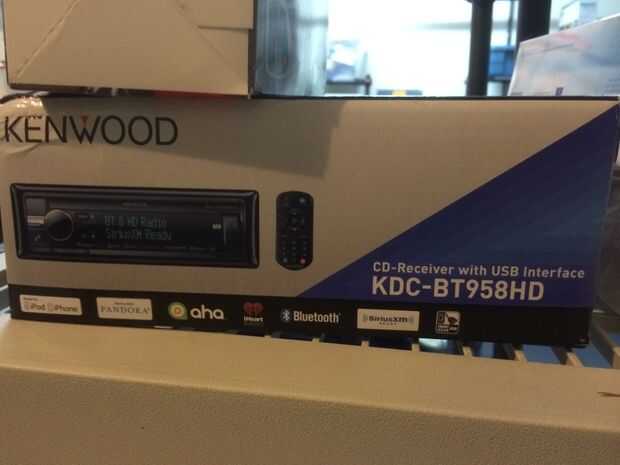 KENWOOD
BT & HD Radio
SiriusXM Ready
CD-Receiver with USB Interface
KDC-BT958HD
iPod iPhone
PANDORA
aha
iHeart
Bluetooth
SiriusXM
READY